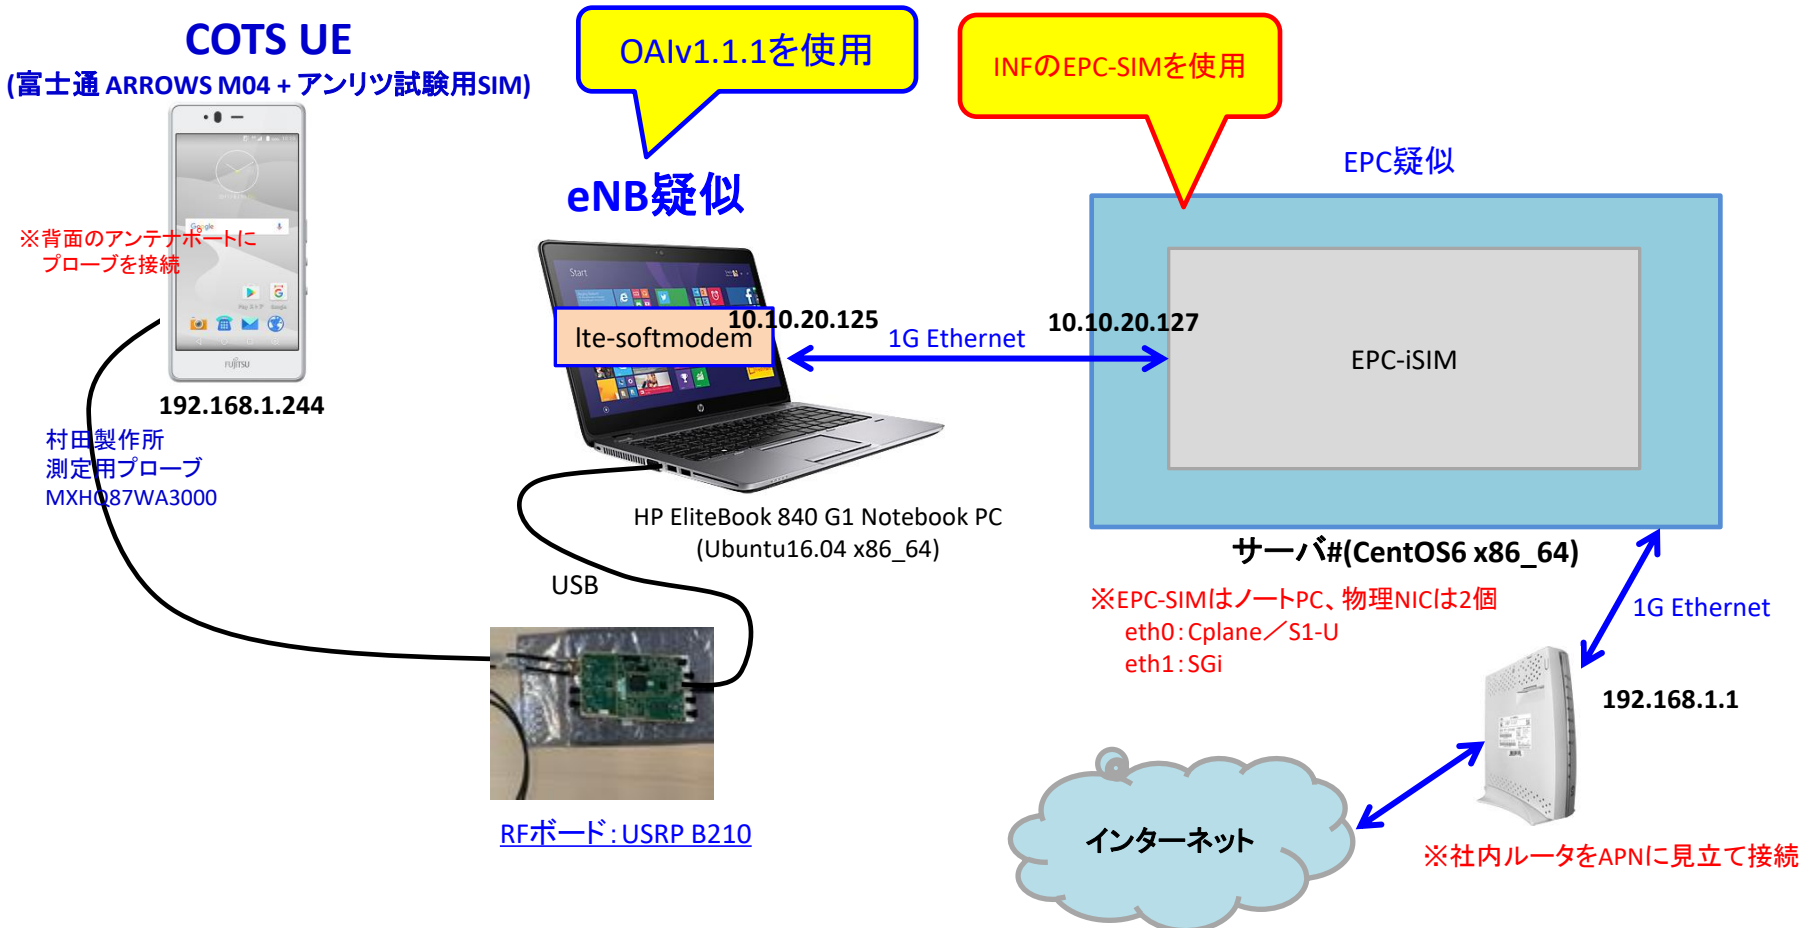 COTS UE
(富士通 ARROWS M04 + アンリツ試験用SIM)
OAIv1.1.1を使用
INFのEPC-SIMを使用
EPC疑似
eNB疑似
Google
※背面のアンテナポートに
プローブを接続
Start
Play ストア
Google
FUJITSU
lte-softmodem
10.10.20.125
1G Ethernet
10.10.20.127
EPC-iSIM
192.168.1.244
村田製作所
測定用プローブ
MXHQ87WA3000
HP EliteBook 840 G1 Notebook PC
(Ubuntu16.04 x86_64)
USB
サーバ#(CentOS6 x86_64)
※EPC-SIMはノートPC、物理NICは2個
eth0:Cplane/S1-U
eth1:SGi
1G Ethernet
192.168.1.1
RFボード:USRP B210
インターネット
※社内ルータをAPNに見立て接続